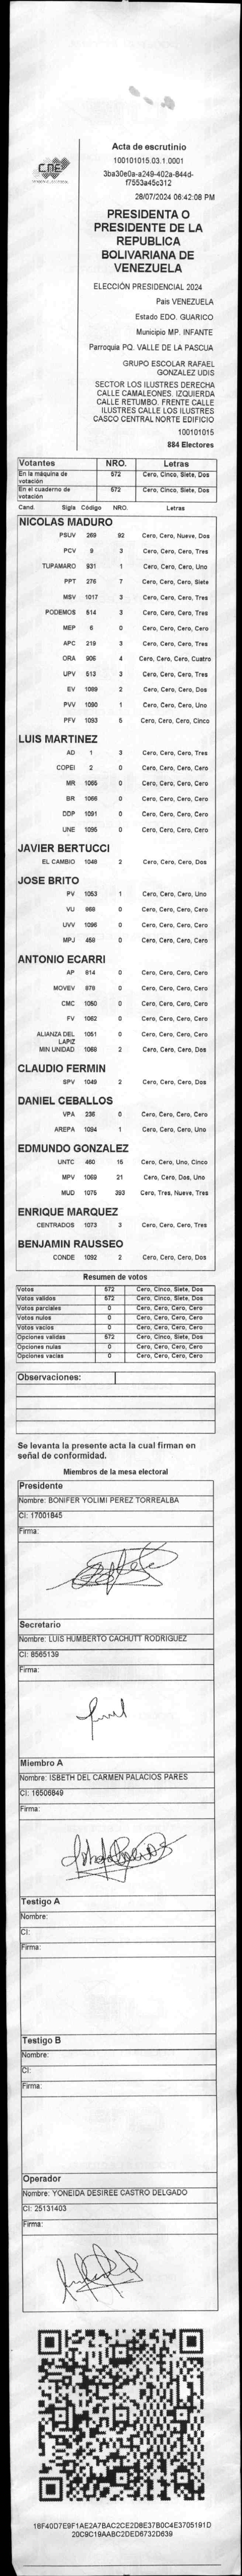 CNE
Acta de escrutinio
100101015.03.1.0001
3ba30e0a-a249-402a-844d-
f7553a45c312
28/07/2024 06:42:08 PM
PRESIDENTA O
PRESIDENTE DE LA
REPUBLICA
BOLIVARIANA DE
VENEZUELA
ELECCIÓN PRESIDENCIAL 2024
Pais VENEZUELA
Estado EDO. GUARICO
Municipio MP. INFANTE
Parroquia PQ. VALLE DE LA PASCUA
GRUPO ESCOLAR RAFAEL
GONZALEZ UDIS
SECTOR LOS ILUSTRES DERECHA
CALLE CAMALEONES. IZQUIERDA
CALLE RETUMBO. FRENTE CALLE
ILUSTRES CALLE LOS ILUSTRES
CASCO CENTRAL NORTE EDIFICIO
100101015
884 Electores
Votantes NRO. Letras
En la máquina de votación 572 Cero, Cinco, Siete, Dos
En el cuaderno de votación 572 Cero, Cinco, Siete, Dos
Cand. Sigla Código NRO. Letras
NICOLAS MADURO
PSUV 269 92 Cero, Cero, Nueve, Dos
PCV 9 3 Cero, Cero, Cero, Tres
TUPAMARO 931 1 Cero, Cero, Cero, Uno
PPT 276 7 Cero, Cero, Cero, Siete
MSV 1017 3 Cero, Cero, Cero, Tres
PODEMOS 514 3 Cero, Cero, Cero, Tres
MEP 6 0 Cero, Cero, Cero, Cero
APC 219 3 Cero, Cero, Cero, Tres
ORA 906 4 Cero, Cero, Cero, Cuatro
UPV 513 3 Cero, Cero, Cero, Tres
EV 1089 2 Cero, Cero, Cero, Dos
PVV 1090 1 Cero, Cero, Cero, Uno
PFV 1093 5 Cero, Cero, Cero, Cinco
LUIS MARTINEZ
AD 1 3 Cero, Cero, Cero, Tres
COPEI 2 0 Cero, Cero, Cero, Cero
MR 1065 0 Cero, Cero, Cero, Cero
BR 1066 0 Cero, Cero, Cero, Cero
DDP 1091 0 Cero, Cero, Cero, Cero
UNE 1095 0 Cero, Cero, Cero, Cero
JAVIER BERTUCCI
EL CAMBIO 1048 2 Cero, Cero, Cero, Dos
JOSE BRITO
PV 1053 1 Cero, Cero, Cero, Uno
VU 868 0 Cero, Cero, Cero, Cero
UVV 1096 0 Cero, Cero, Cero, Cero
MPJ 458 0 Cero, Cero, Cero, Cero
ANTONIO ECARRI
AP 814 0 Cero, Cero, Cero, Cero
MOVEV 879 0 Cero, Cero, Cero, Cero
CMC 1050 0 Cero, Cero, Cero, Cero
FV 1062 0 Cero, Cero, Cero, Cero
ALIANZA DEL LAPIZ 1051 0 Cero, Cero, Cero, Cero
MIN UNIDAD 1068 2 Cero, Cero, Cero, Dos
CLAUDIO FERMIN
SPV 1049 2 Cero, Cero, Cero, Dos
DANIEL CEBALLOS
VPA 236 0 Cero, Cero, Cero, Cero
AREPA 1094 1 Cero, Cero, Cero, Uno
EDMUNDO GONZALEZ
UNTC 460 15 Cero, Cero, Uno, Cinco
MPV 1069 21 Cero, Cero, Dos, Uno
MUD 1075 393 Cero, Tres, Nueve, Tres
ENRIQUE MARQUEZ
CENTRADOS 1073 3 Cero, Cero, Cero, Tres
BENJAMIN RAUSSEO
CONDE 1092 2 Cero, Cero, Cero, Dos
Resumen de votos
Votos 572 Cero, Cinco, Siete, Dos
Votos validos 572 Cero, Cinco, Siete, Dos
Votos parciales 0 Cero, Cero, Cero, Cero
Votos nulos 0 Cero, Cero, Cero, Cero
Votos vacios 0 Cero, Cero, Cero, Cero
Opciones validas 572 Cero, Cinco, Siete, Dos
Opciones nulas 0 Cero, Cero, Cero, Cero
Opciones vacias 0 Cero, Cero, Cero, Cero
Observaciones:
Se levanta la presente acta la cual firman en
señal de conformidad.
Miembros de la mesa electoral
Presidente
Nombre: BONIFER YOLIMI PEREZ TORREALBA
CI: 17001845
Firma:
Secretario
Nombre: LUIS HUMBERTO CACHUTT RODRIGUEZ
CI: 8565139
Firma:
Miembro A
Nombre: ISBETH DEL CARMEN PALACIOS PARES
CI: 16506849
Firma:
Testigo A
Nombre:
CI:
Firma:
Testigo B
Nombre:
CI:
Firma:
Operador
Nombre: YONEIDA DESIREE CASTRO DELGADO
CI: 25131403
Firma:
18F40D7E9F1AE2A7BAC2CE2D8E37B0C4E3705191D
20C9C19AABC2DED6732D639